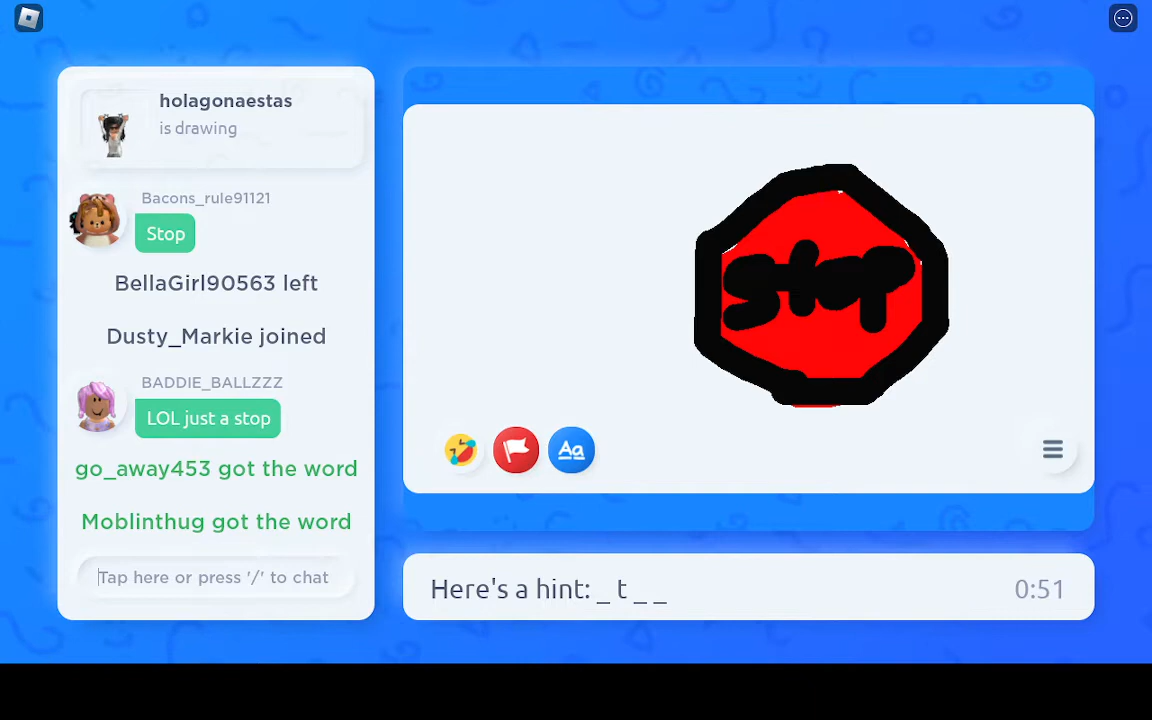 holagonaestas
is drawing
Bacons_rule91121
Stop
BellaGirl90563 left
Dusty_Markie joined
BADDIE_BALLZZZ
LOL just a stop
go_away453 got the word
Moblinthug got the word
Tap here or press '/' to chat
stop
Aa
Here's a hint: _ t _ _
0:51